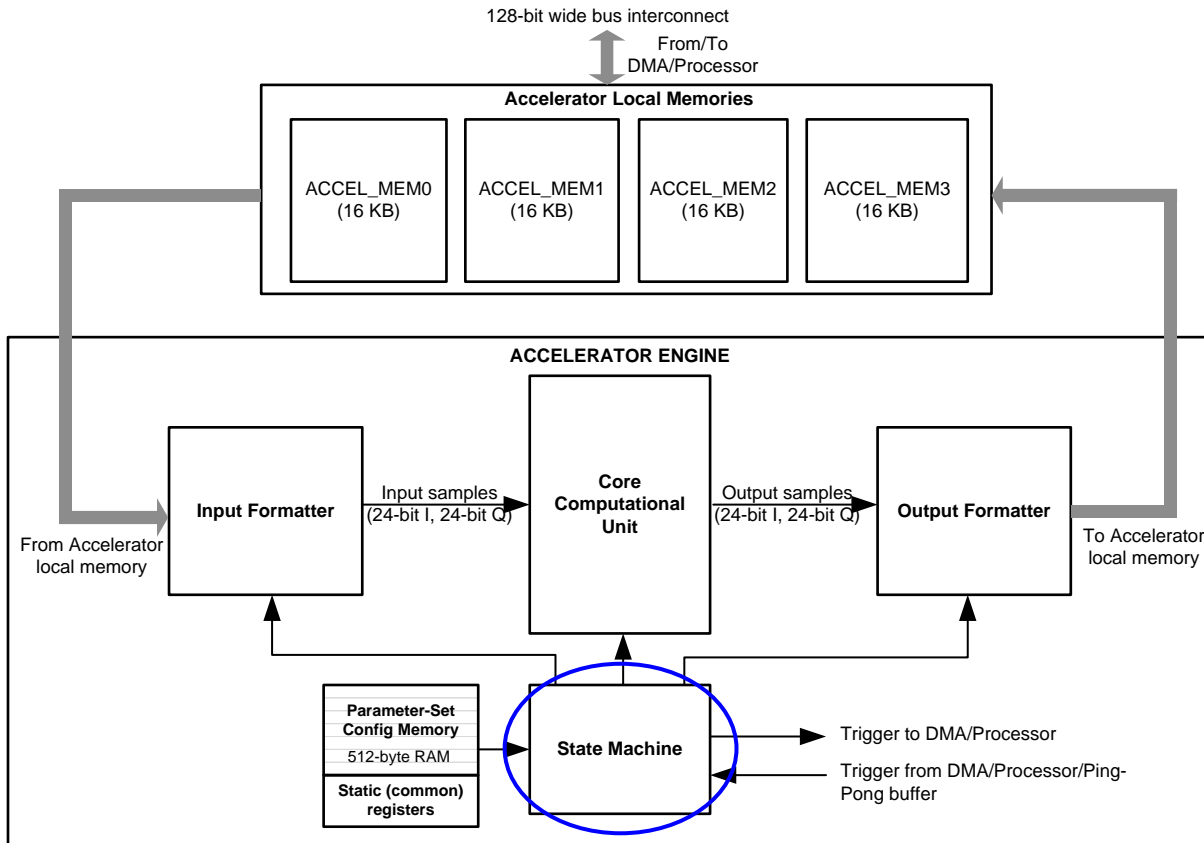 128-bit wide bus interconnect
From/To
DMA/Processor
Accelerator Local Memories
ACCEL_MEM0
(16 KB)
ACCEL_MEM1
(16 KB)
ACCEL_MEM2
(16 KB)
ACCEL_MEM3
(16 KB)
ACCELERATOR ENGINE
Input Formatter
Input samples
(24-bit I, 24-bit Q)
Core
Computational
Unit
Output samples
(24-bit I, 24-bit Q)
Output Formatter
From Accelerator
local memory
To Accelerator
local memory
Parameter-Set
Config Memory
512-byte RAM
Static (common)
registers
State Machine
Trigger to DMA/Processor
Trigger from DMA/Processor/Ping-
Pong buffer